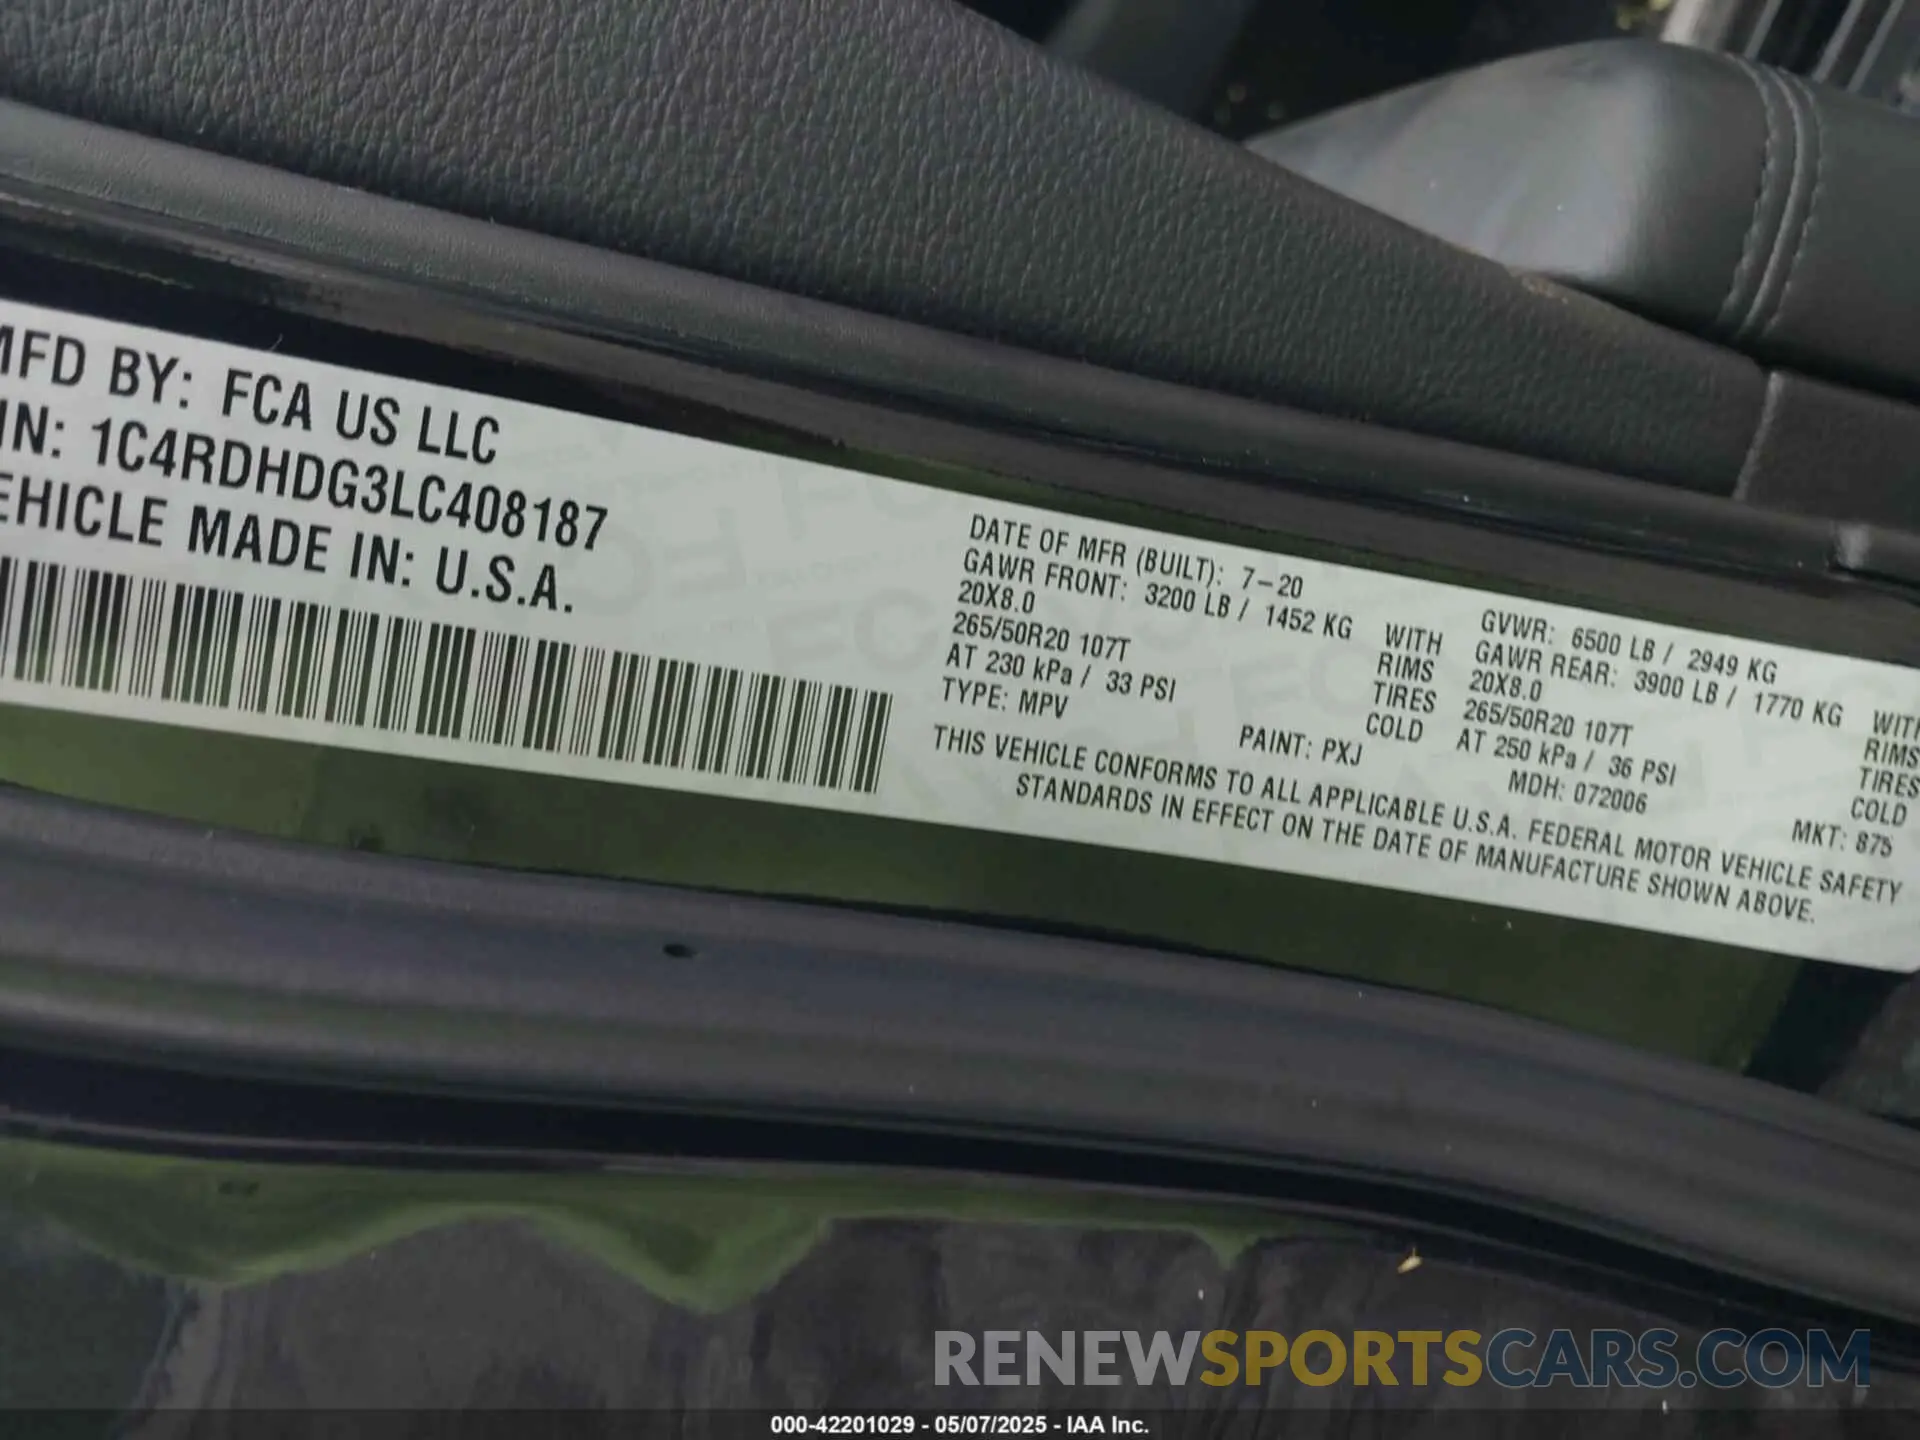 MFD BY: FCA US LLC
IN: 1C4RDHDG3LC408187
EHICLE MADE IN: U.S.A.
DATE OF MFR (BUILT): 7-20
GAWR FRONT: 3200 LB / 1452 KG WITH
20X8.0 RIMS
265/50R20 107T TIRES
AT 230 kPa / 33 PSI COLD
TYPE: MPV
PAINT: PXJ
GVWR: 6500 LB / 2949 KG
GAWR REAR: 3900 LB / 1770 KG WITH
20X8.0 RIMS
265/50R20 107T TIRES
AT 250 kPa / 36 PSI COLD
MDH: 072006
MKT: 875
THIS VEHICLE CONFORMS TO ALL APPLICABLE U.S.A. FEDERAL MOTOR VEHICLE SAFETY
STANDARDS IN EFFECT ON THE DATE OF MANUFACTURE SHOWN ABOVE.
RENEWSPORTSCARS.COM
000-42201029 - 05/07/2025 - IAA Inc.